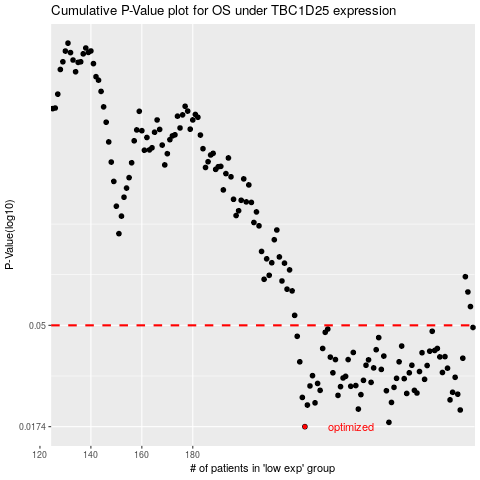 Cumulative P-Value plot for OS under TBC1D25 expression
P-Value(log10)
0.05
0.0174
optimized
120 140 160 180
# of patients in 'low exp' group